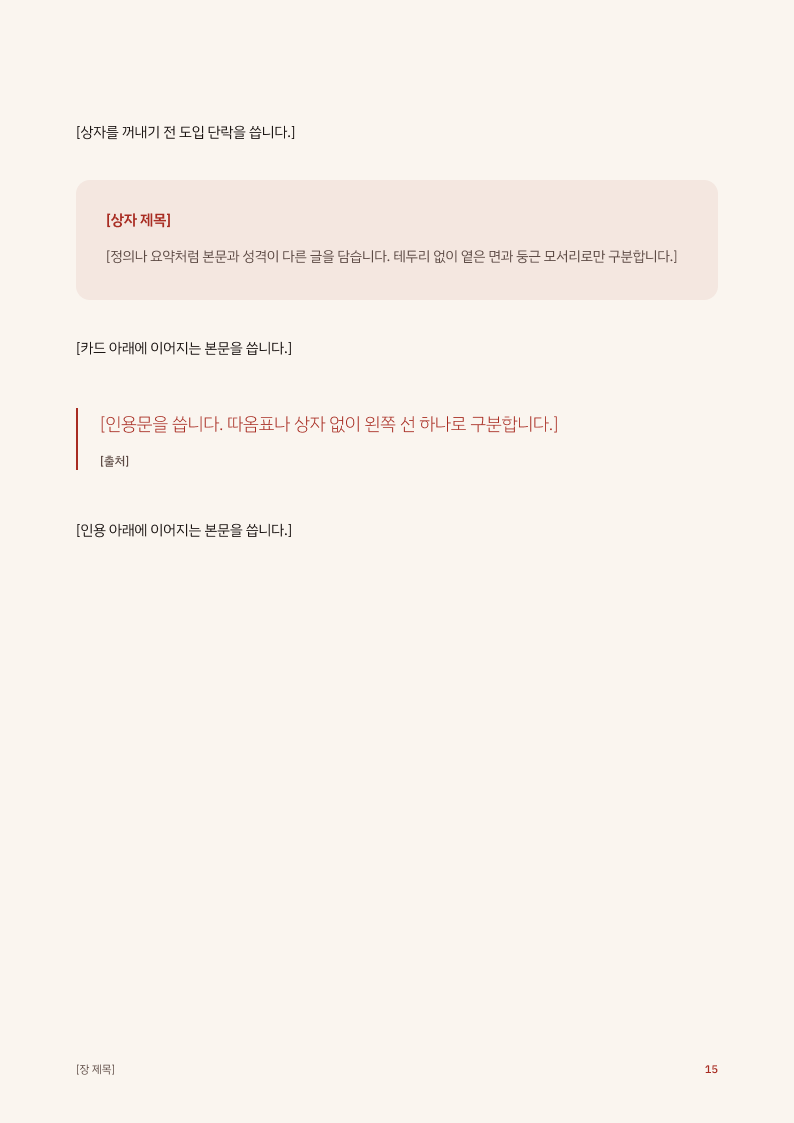 [상자를 꺼내기 전 도입 단락을 씁니다.]
[상자 제목]
[정의나 요약처럼 본문과 성격이 다른 글을 담습니다. 테두리 없이 옅은 면과 둥근 모서리로만 구분합니다.]
[카드 아래에 이어지는 본문을 씁니다.]
[인용문을 씁니다. 따옴표나 상자 없이 왼쪽 선 하나로 구분합니다.]
[출처]
[인용 아래에 이어지는 본문을 씁니다.]
[장 제목]
15